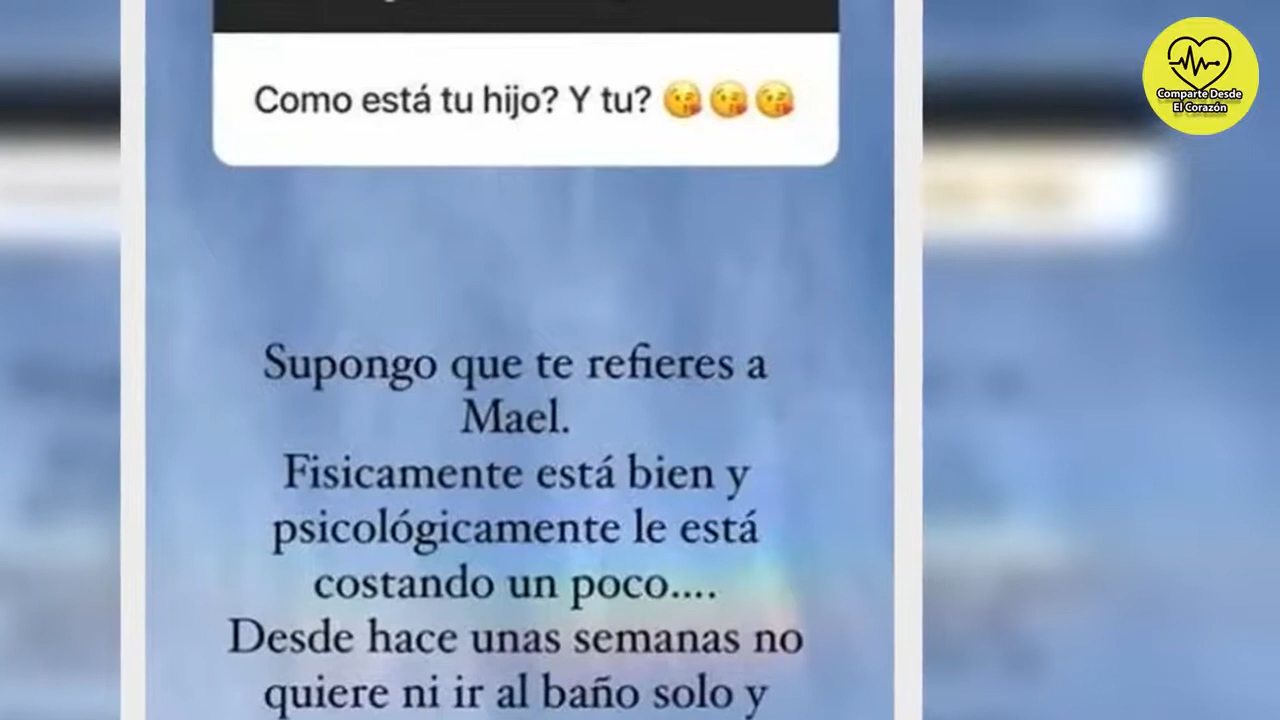 Como está tu hijo? Y tu? 😘😘😘
Comparte Desde
El Corazón
Supongo que te refieres a
Mael.
Fisicamente está bien y
psicológicamente le está
costando un poco....
Desde hace unas semanas no
quiere ni ir al baño solo y